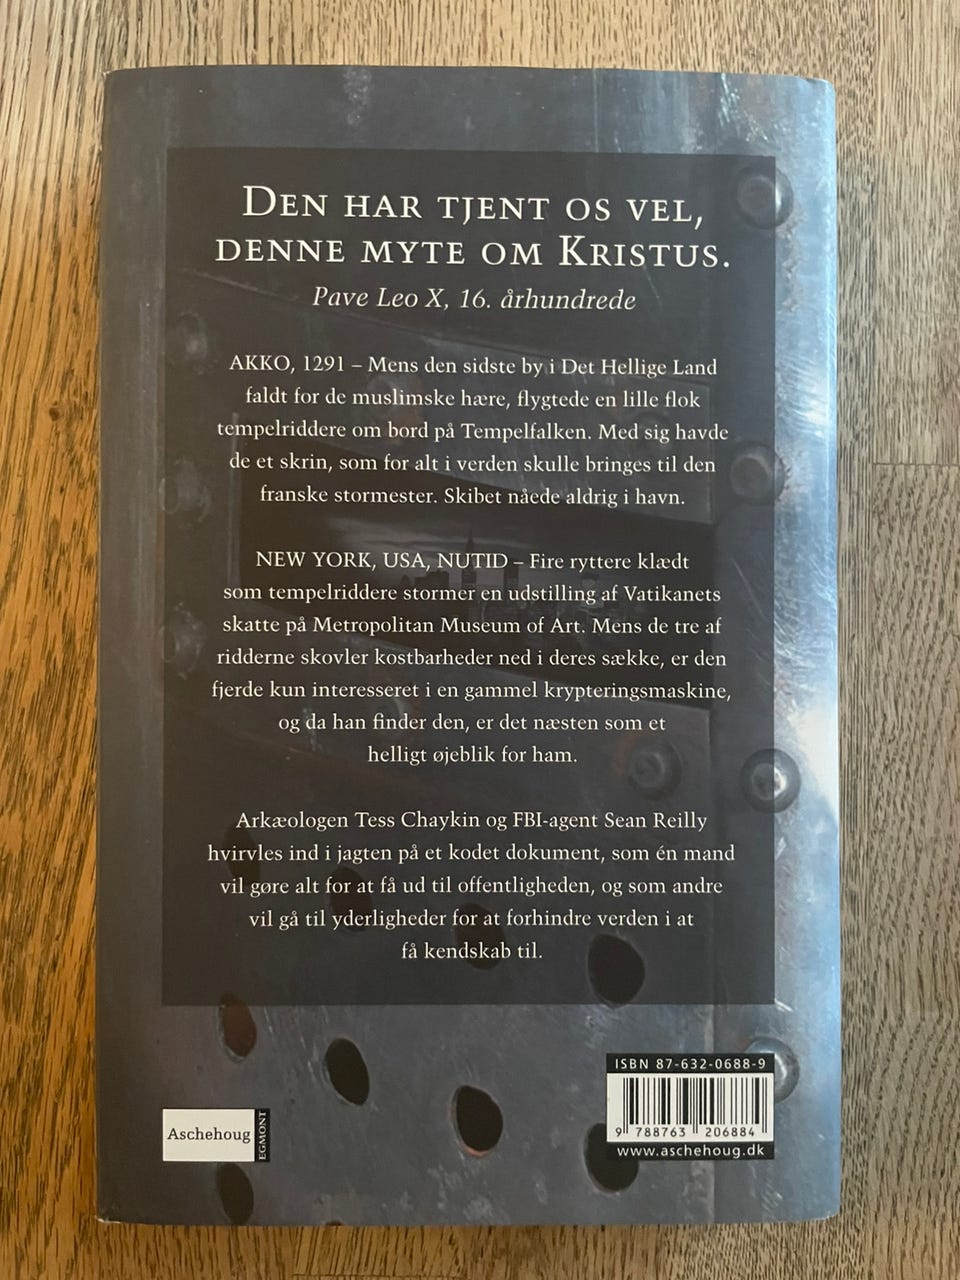 DEN HAR TJENT OS VEL,
DENNE MYTE OM KRISTUS.
Pave Leo X, 16. århundrede
AKKO, 1291 – Mens den sidste by i Det Hellige Land
faldt for de muslimske hære, flygtede en lille flok
tempelriddere om bord på Tempelfalken. Med sig havde
de et skrin, som for alt i verden skulle bringes til den
franske stormester. Skibet nåede aldrig i havn.
NEW YORK, USA, NUTID – Fire ryttere klædt
som tempelriddere stormer en udstilling af Vatikanets
skatte på Metropolitan Museum of Art. Mens de tre af
ridderne skovler kostbarheder ned i deres sække, er den
fjerde kun interesseret i en gammel krypteringsmaskine,
og da han finder den, er det næsten som et
helligt øjeblik for ham.
Arkæologen Tess Chaykin og FBI-agent Sean Reilly
hvirvles ind i jagten på et kodet dokument, som én mand
vil gøre alt for at få ud til offentligheden, og som andre
vil gå til yderligheder for at forhindre verden i at
få kendskab til.
ISBN 87-632-0688-9
9 788763 206884
www.aschehoug.dk
Aschehoug
EGMONT